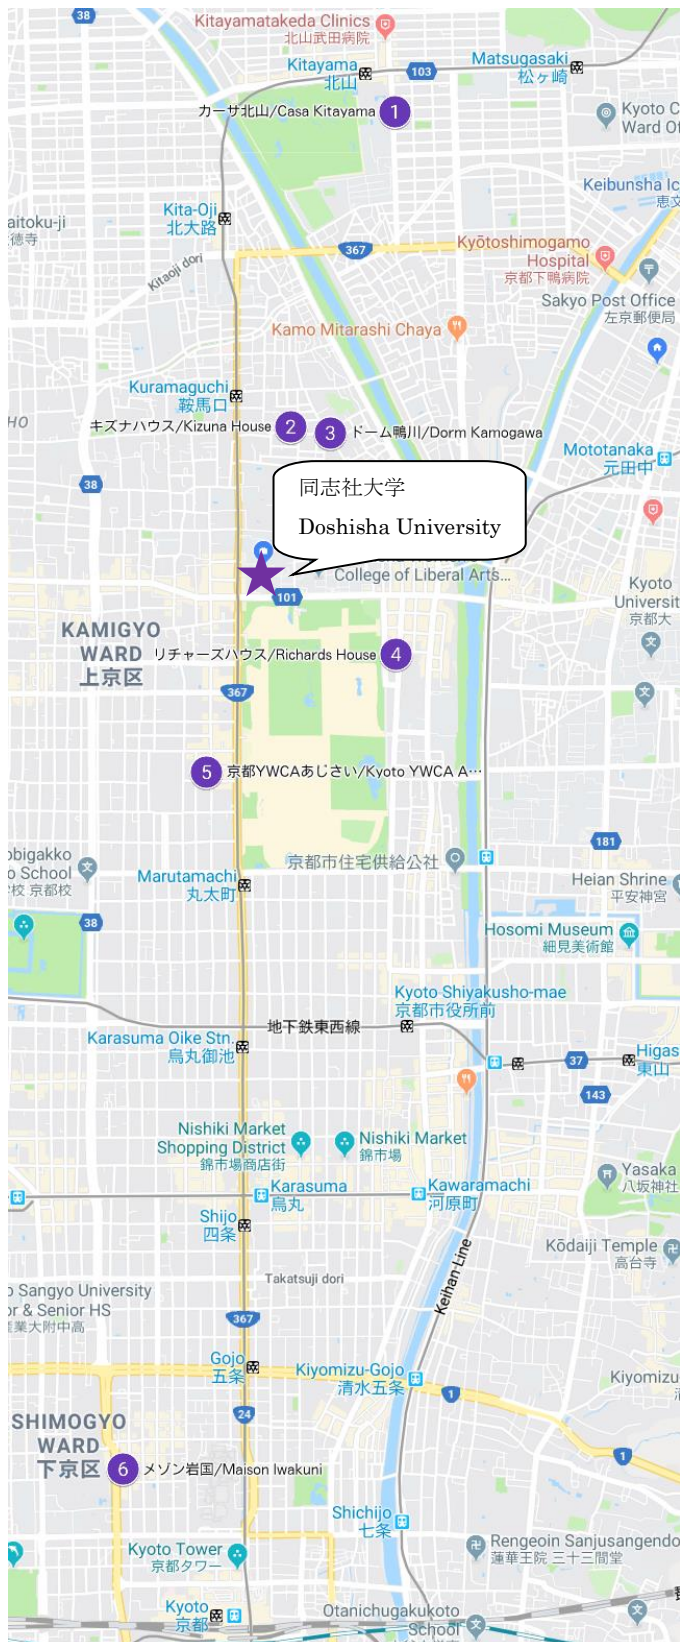 38
Kitayamatakeda Clinics
北山武田病院
Kitayama
北山
103
Matsugasaki
松ヶ崎
カーサ北山/Casa Kitayama
1
Kyoto C
Ward Of
Keibunsha Ic
恵文
Kita-Oji
北大路
aitoku-ji
徳寺
Kitaoji dori
367
Kyōtoshimogamo
Hospital
京都下鴨病院
Sakyo Post Office
左京郵便局
Kamo Mitarashi Chaya
Kuramaguchi
鞍馬口
HO
キズナハウス/Kizuna House
2
3
ドーム鴨川/Dorm Kamogawa
Mototanaka
元田中
38
同志社大学
Doshisha University
College of Liberal Arts...
101
Kyoto
Universit
京都大
KAMIGYO
WARD
上京区
リチャーズハウス/Richards House
4
367
5
京都YWCAあじさい/Kyoto YWCA A…
181
obigakko
o School
学校 京都校
京都市住宅供給公社
Marutamachi
丸太町
Heian Shrine
平安神宮
38
Hosomi Museum
細見美術館
Kyoto Shiyakusho-mae
京都市役所前
地下鉄東西線
Karasuma Oike Stn.
烏丸御池
37
Higas
東山
143
Nishiki Market
Shopping District
錦市場商店街
Nishiki Market
錦市場
Yasaka
八坂神社
Karasuma
烏丸
Kawaramachi
河原町
Shijo
四条
Kōdaiji Temple
高台寺
Keihan Line
Takatsuji dori
o Sangyo University
or & Senior HS
産業大附中高
367
Gojo
五条
Kiyomizu-Gojo
清水五条
Kiyomizu
1
24
SHIMOGYO
WARD
下京区
6
メゾン岩国/Maison Iwakuni
1
Shichijo
七条
Rengeoin Sanjusangendo
蓮華王院 三十三間堂
Kyoto Tower
京都タワー
Kyoto
京都
Otanichugakukoto
School